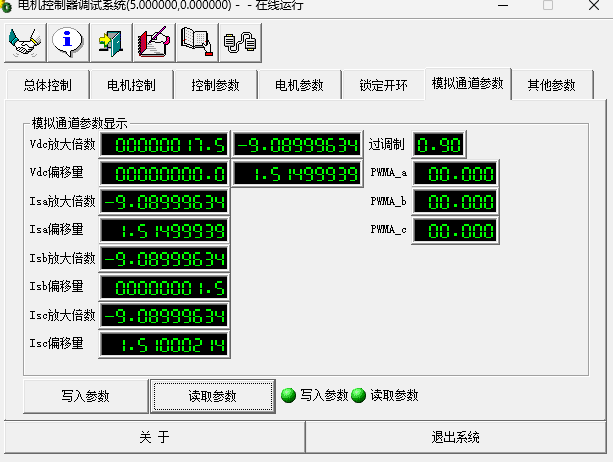 电机控制器调试系统(5.000000,0.000000) - - 在线运行
总体控制 电机控制 控制参数 电机参数 锁定开环 模拟通道参数 其他参数
模拟通道参数显示
Vdc放大倍数 00000017.5 -9.08999634 过调制 0.90
Vdc偏移量 00000000.0 1.51499939 PWMA_a 00.000
Isa放大倍数 -9.08999634 PWMA_b 00.000
Isa偏移量 1.51499939 PWMA_c 00.000
Isb放大倍数 -9.08999634
Isb偏移量 00000001.5
Isc放大倍数 -9.08999634
Isc偏移量 1.51000214
写入参数 读取参数 写入参数 读取参数
关 于 退出系统